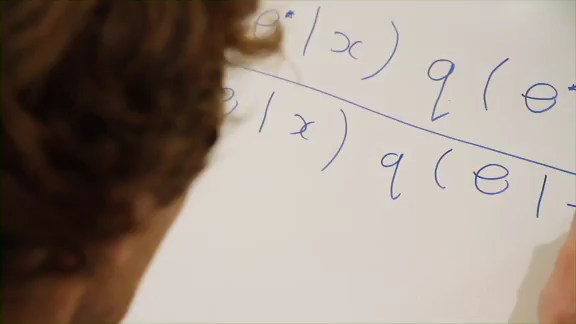 θ* | x) q ( θ*
θ | x) q ( θ |